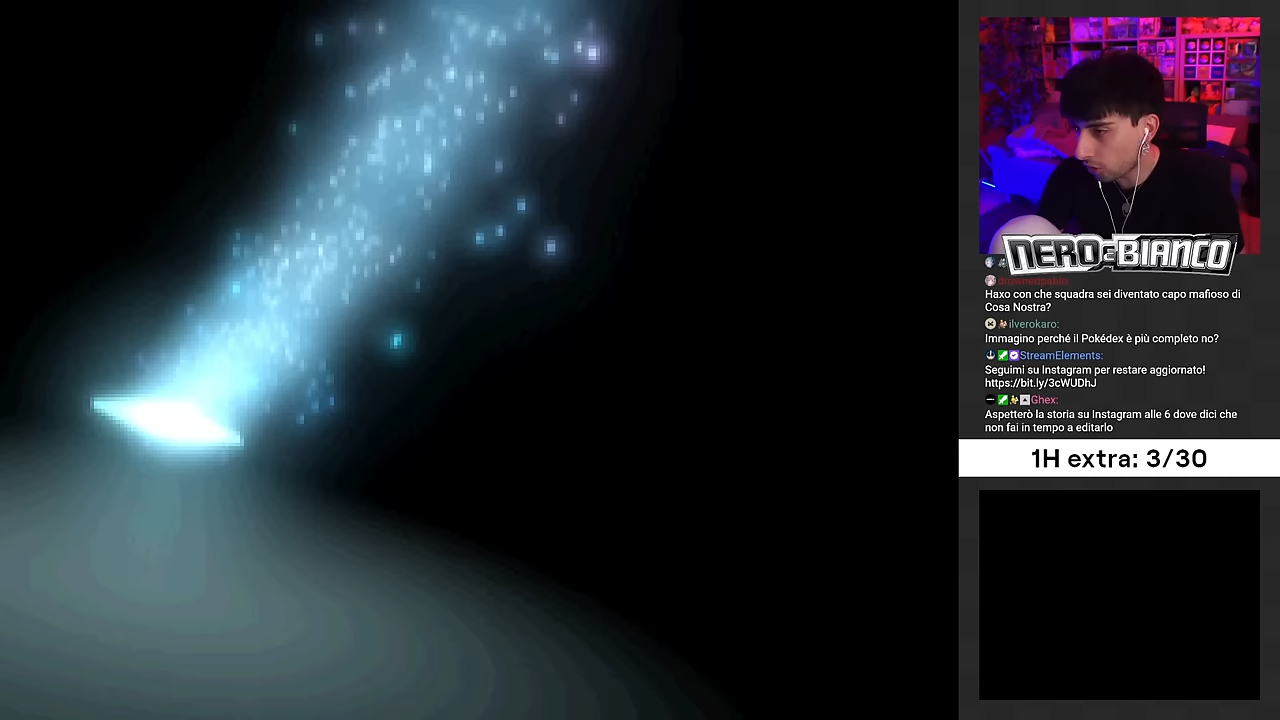 NERO E BIANCO
drowneddpablo
Haxo con che squadra sei diventato capo mafioso di
Cosa Nostra?
ilverokaro:
Immagino perché il Pokédex è più completo no?
StreamElements:
Seguimi su Instagram per restare aggiornato!
https://bit.ly/3cWUDhJ
Ghex:
Aspetterò la storia su Instagram alle 6 dove dici che
non fai in tempo a editarlo
1H extra: 3/30